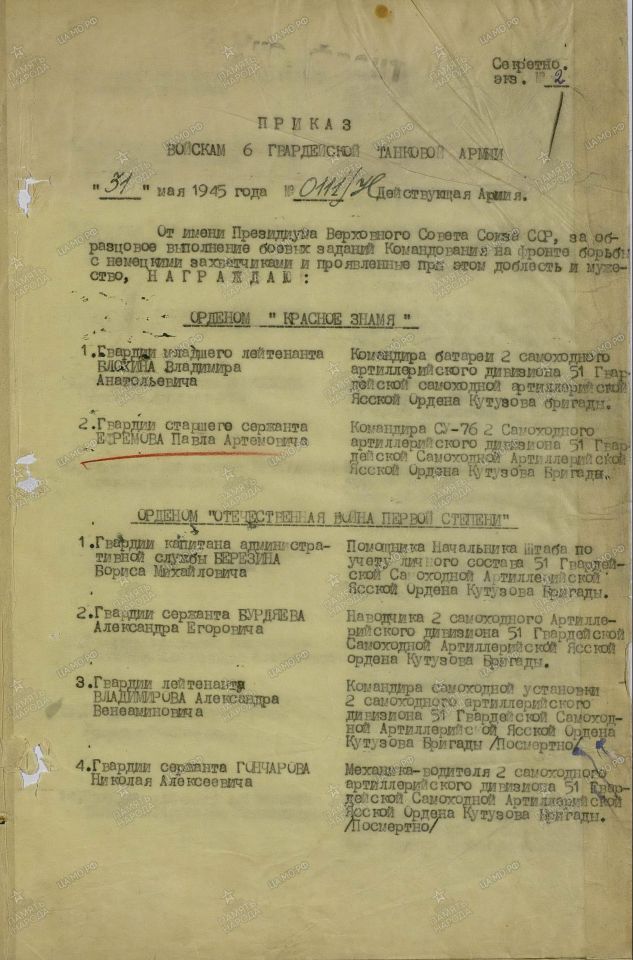 Секретно.
экз. № 2
ПРИКАЗ
ВОЙСКАМ 6 ГВАРДЕЙСКОЙ ТАНКОВОЙ АРМИИ
"31" мая 1945 года № 0111/Н Действующая Армия.
От имени Президиума Верховного Совета Союза ССР, за об-
разцовое выполнение боевых заданий Командования на фронте борьбы
с немецкими захватчиками и проявленные при этом доблесть и муже-
ство, НАГРАЖДАЮ:
ОРДЕНОМ "КРАСНОЕ ЗНАМЯ"
1. Гвардии младшего лейтенанта
БЛОХИНА Владимира
Анатольевича
Командира батареи 2 самоходного
артиллерийского дивизиона 51 Гвар-
дейской самоходной артиллерийской
Ясской Ордена Кутузова бригады.
2. Гвардии старшего сержанта
ЕФРЕМОВА Павла Артемовича
Командира СУ-76 2 Самоходного
артиллерийского дивизиона 51 Гвар-
дейской Самоходной Артиллерийской
Ясской Ордена Кутузова Бригады.
ОРДЕНОМ "ОТЕЧЕСТВЕННАЯ ВОЙНА ПЕРВОЙ СТЕПЕНИ"
1. Гвардии капитана администра-
тивной службы БЕРЕЗИНА
Бориса Михайловича
Помощника Начальника Штаба по
учету личного состава 51 Гвардей-
ской Самоходной Артиллерийской
Ясской Ордена Кутузова Бригады.
2. Гвардии сержанта БУРДЯЕВА
Александра Егоровича
Наводчика 2 самоходного Артилле-
рийского дивизиона 51 Гвардейской
Самоходной Артиллерийской Ясской
ордена Кутузова Бригады.
3. Гвардии лейтенанта
ВЛАДИМИРОВА Александра
Венеаминовича
Командира самоходной установки
2 самоходного артиллерийского
дивизиона 51 Гвардейской Самоход-
ной Артиллерийской Ясской Ордена
Кутузова Бригады /Посмертно/
4. Гвардии сержанта ГОНЧАРОВА
Николая Алексеевича
Механика-водителя 2 самоходного
артиллерийского дивизиона 51 Гвар-
дейской Самоходной Артиллерийской
Ясской Ордена Кутузова Бригады.
/Посмертно/